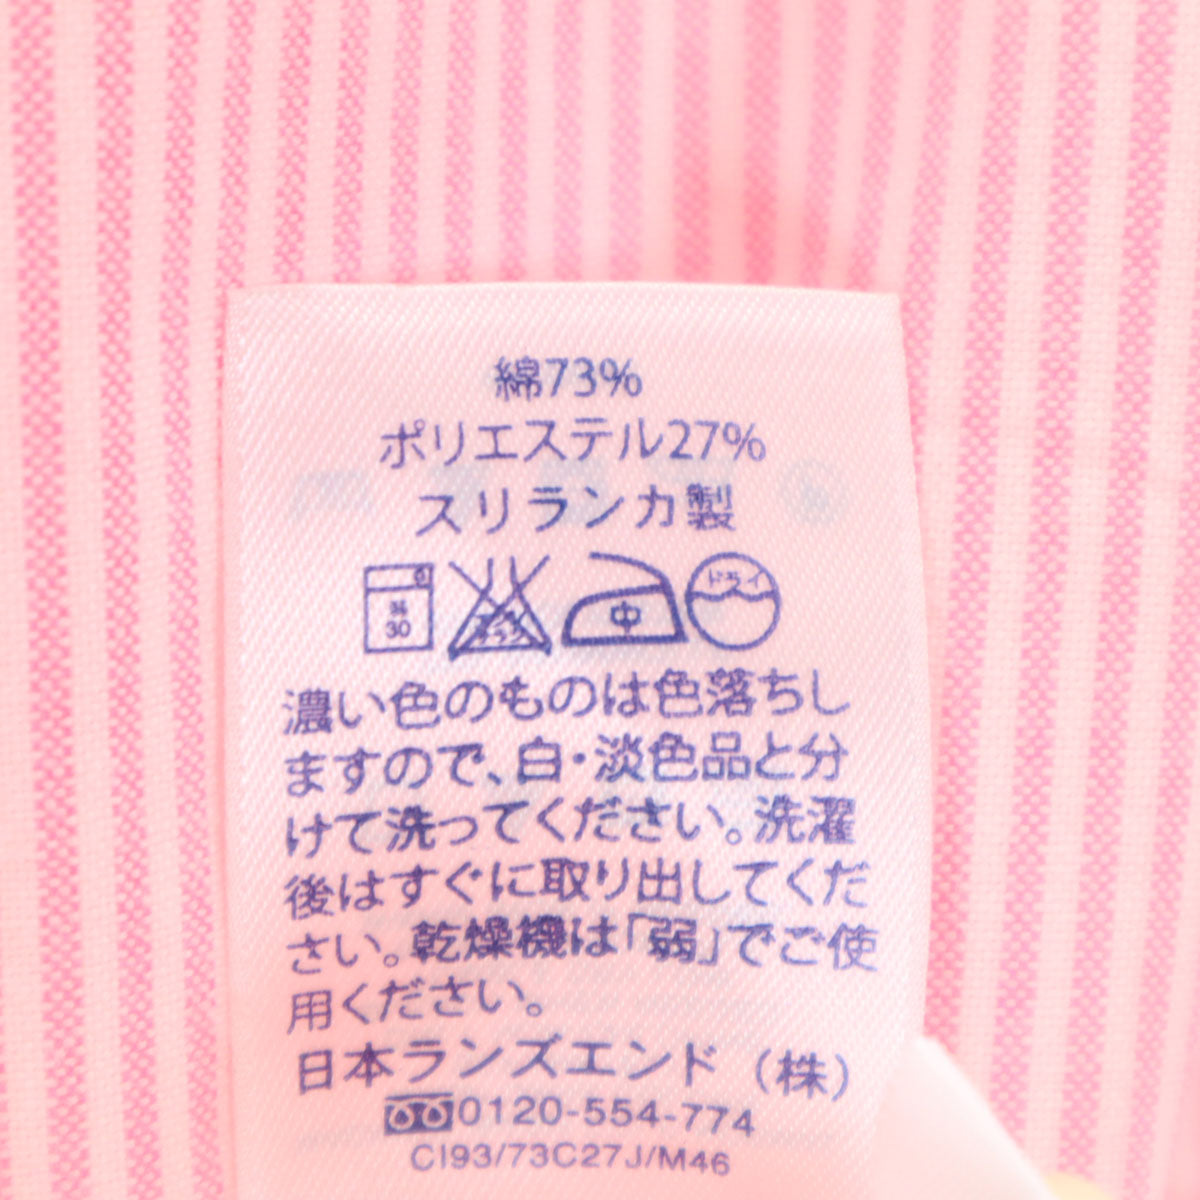 綿73%
ポリエステル27%
スリランカ製
弱 30 中 ドライ
濃い色のものは色落ちし
ますので、白・淡色品と分
けて洗ってください。洗濯
後はすぐに取り出してくだ
さい。乾燥機は「弱」でご使
用ください。
日本ランズエンド（株）
0120-554-774
CI93/73C27J/M46